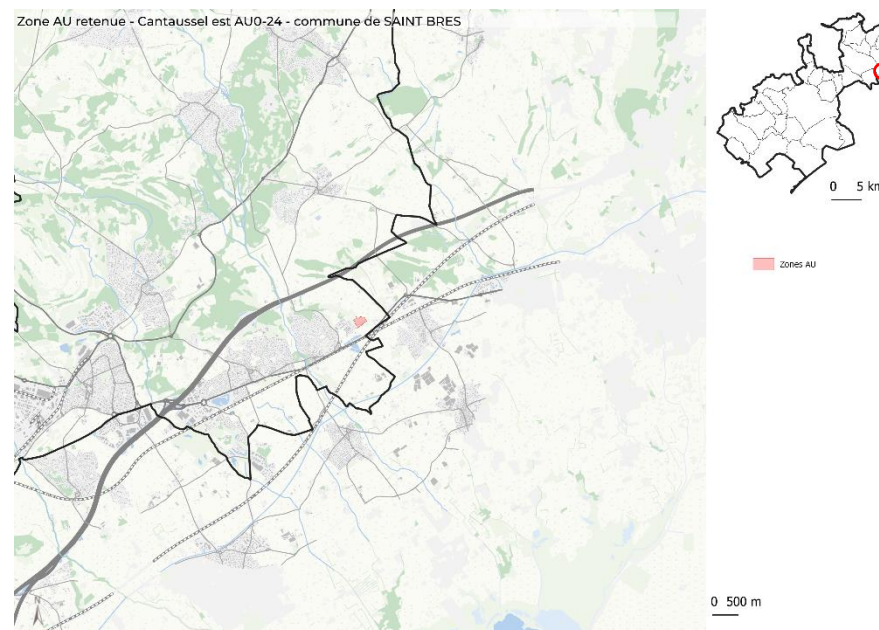 Zone AU retenue - Cantaussel est AU0-24 - commune de SAINT BRES
0 5 km
Zones AU
0 500 m